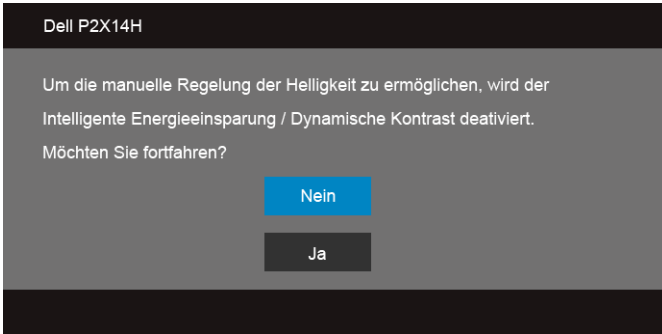 Dell P2X14H
Um die manuelle Regelung der Helligkeit zu ermöglichen, wird der
Intelligente Energieeinsparung / Dynamische Kontrast deativiert.
Möchten Sie fortfahren?
Nein
Ja